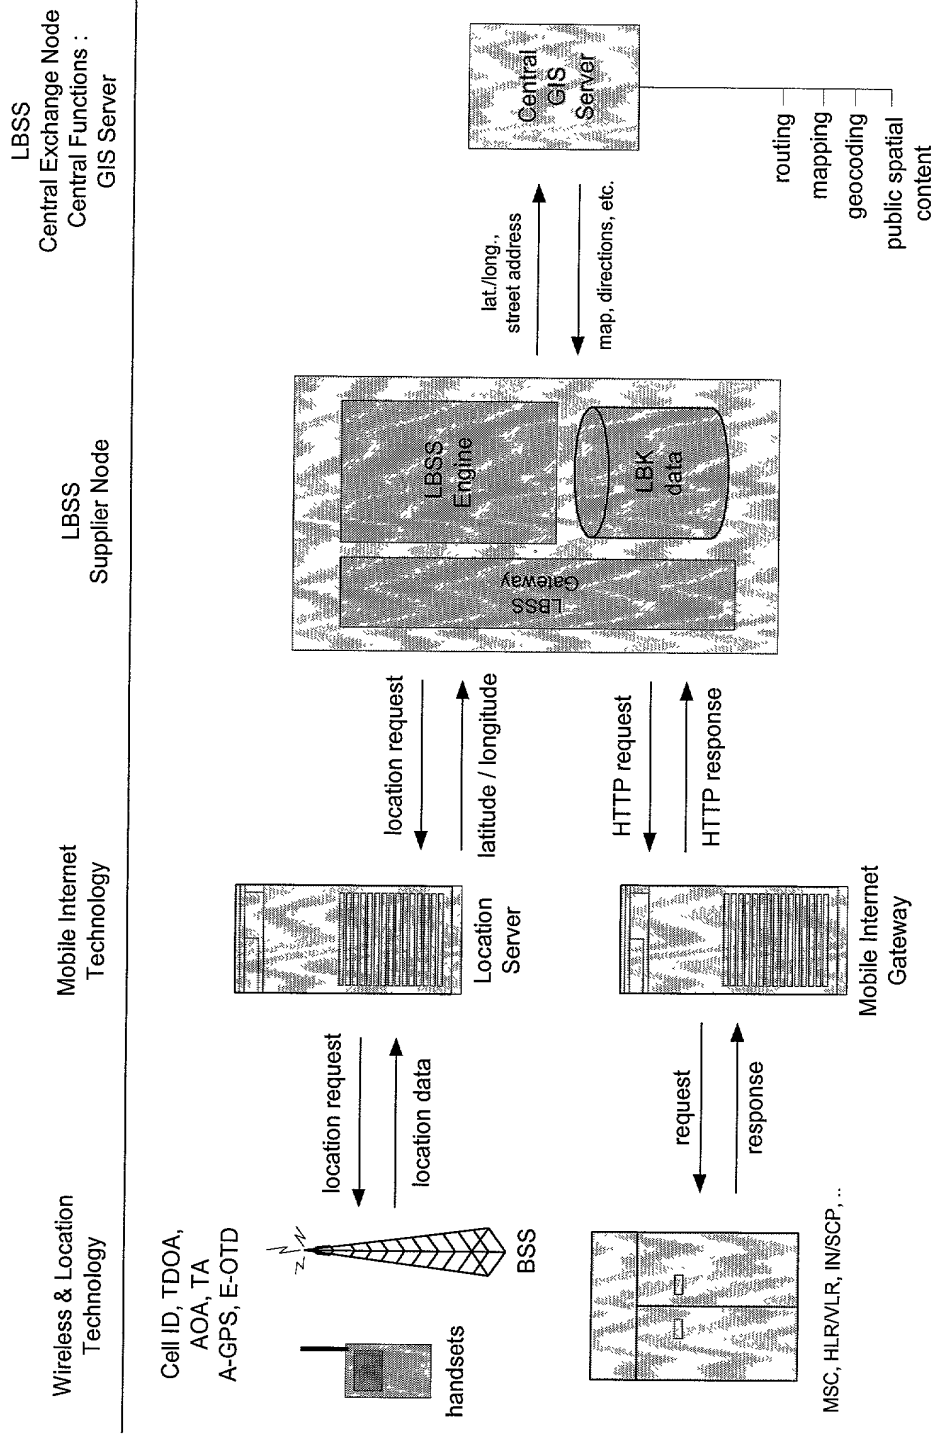 Wireless & Location
Technology
Mobile Internet
Technology
LBSS
Supplier Node
LBSS
Central Exchange Node
Central Functions :
GIS Server
Cell ID, TDOA,
AOA, TA
A-GPS, E-OTD
handsets
BSS
location request
location data
Location
Server
location request
latitude / longitude
LBSS
Gateway
LBSS
Engine
LBK
data
lat./long.,
street address
map, directions, etc.
Central
GIS
Server
routing
mapping
geocoding
public spatial
content
MSC, HLR/VLR, IN/SCP, ..
request
response
Mobile Internet
Gateway
HTTP request
HTTP response